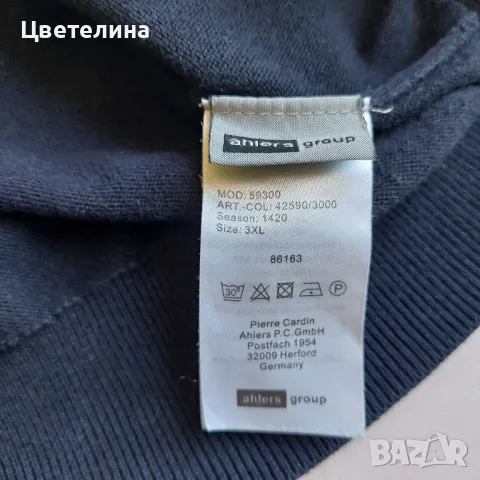 Цветелина
ahlers group
MOD: 59300
ART.-COL: 42590/3000
Season: 1420
Size: 3XL
86163
30°
P
Pierre Cardin
Ahlers P.C.GmbH
Postfach 1954
32009 Herford
Germany
ahlers group
BAZAR